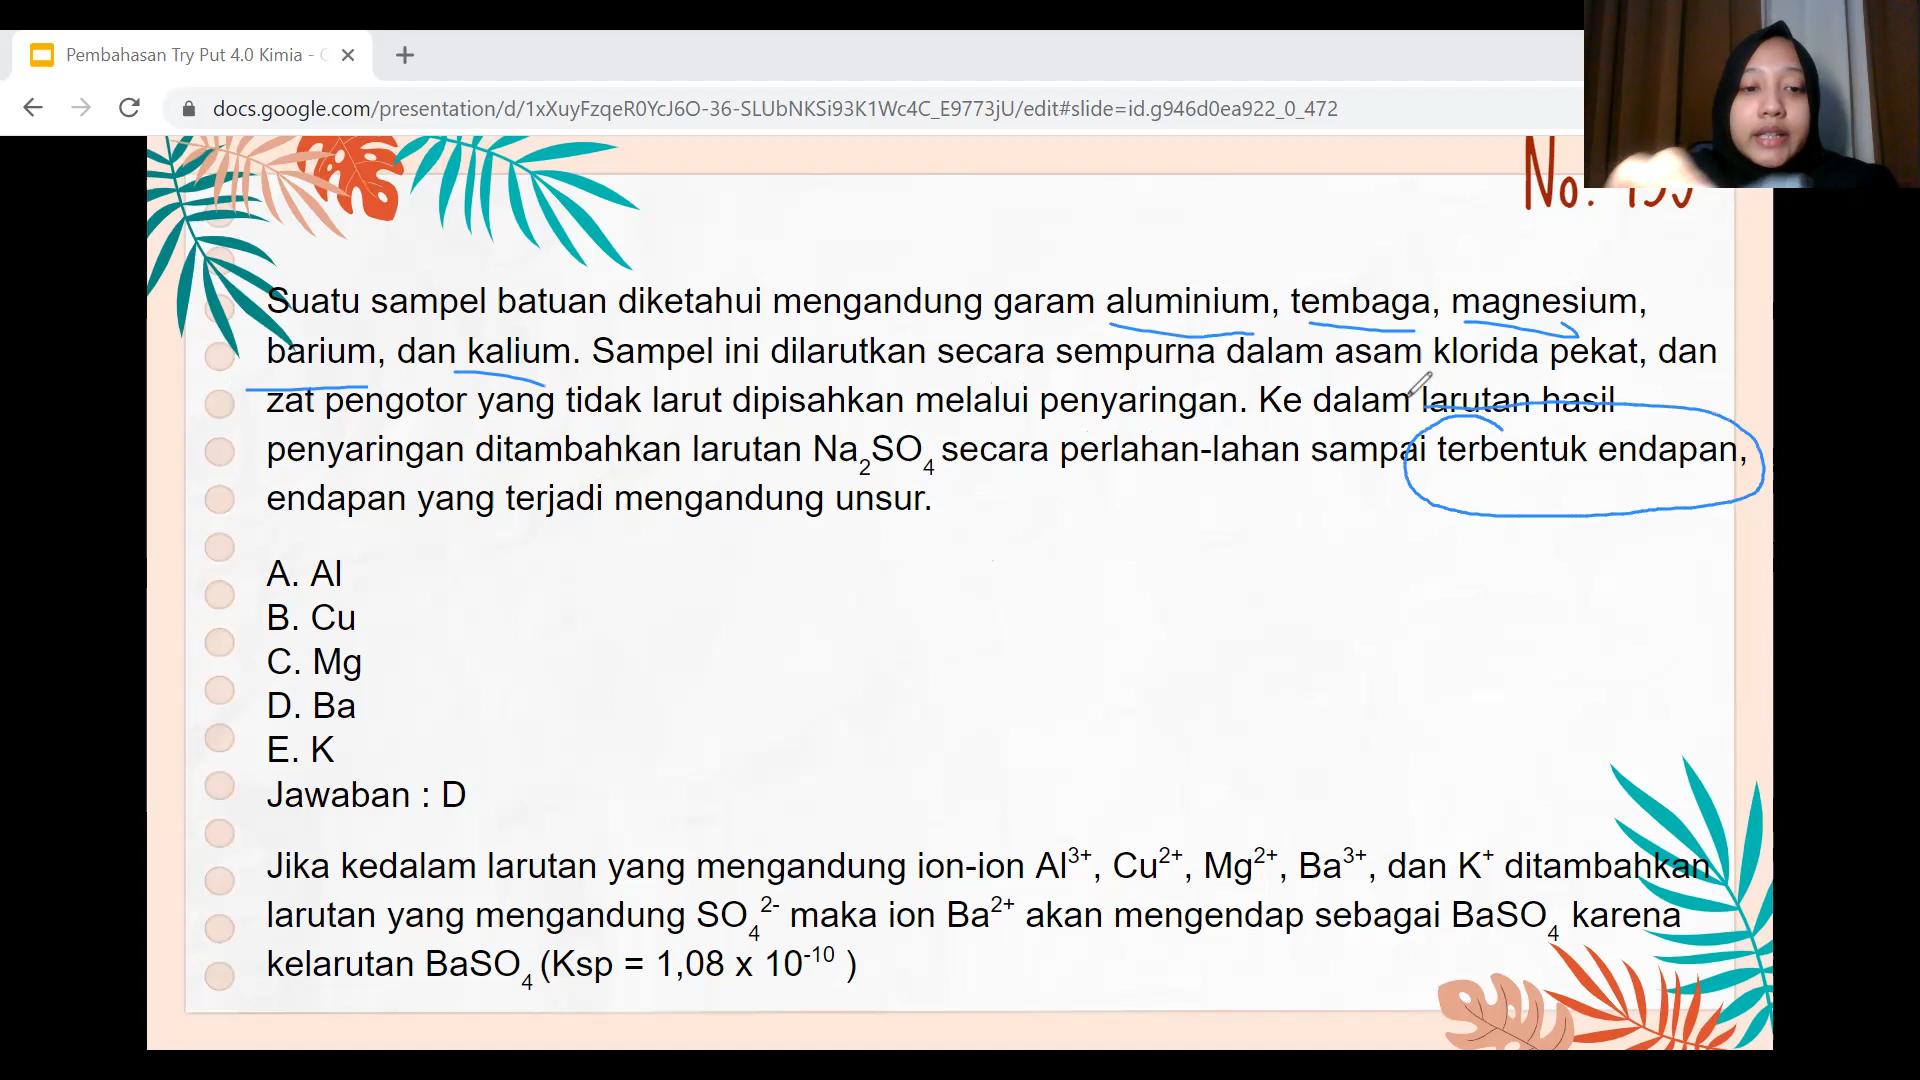 Pembahasan Try Put 4.0 Kimia -
docs.google.com/presentation/d/1xXuyFzqeR0YcJ6O-36-SLUbNKSi93K1Wc4C_E9773jU/edit#slide=id.g946d0ea922_0_472
No.
Suatu sampel batuan diketahui mengandung garam aluminium, tembaga, magnesium,
barium, dan kalium. Sampel ini dilarutkan secara sempurna dalam asam klorida pekat, dan
zat pengotor yang tidak larut dipisahkan melalui penyaringan. Ke dalam larutan hasil
penyaringan ditambahkan larutan Na₂SO₄ secara perlahan-lahan sampai terbentuk endapan,
endapan yang terjadi mengandung unsur.
A. Al
B. Cu
C. Mg
D. Ba
E. K
Jawaban : D
Jika kedalam larutan yang mengandung ion-ion Al³⁺, Cu²⁺, Mg²⁺, Ba³⁺, dan K⁺ ditambahkan
larutan yang mengandung SO₄²⁻ maka ion Ba²⁺ akan mengendap sebagai BaSO₄ karena
kelarutan BaSO₄ (Ksp = 1,08 x 10⁻¹⁰ )